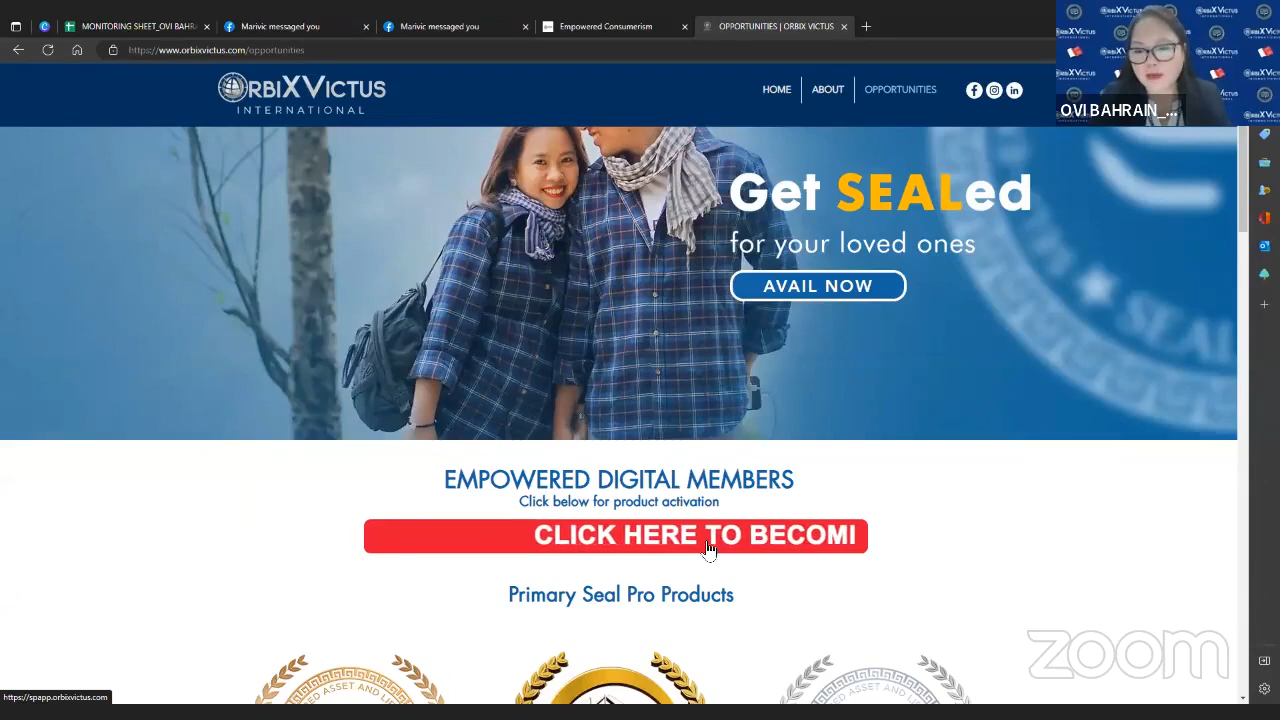 MONITORING SHEET_OVI BAHR
Marivic messaged you
Marivic messaged you
Empowered Consumerism
OPPORTUNITIES | ORBIX VICTUS
https://www.orbixvictus.com/opportunities
ORBIXVICTUS
INTERNATIONAL
HOME
ABOUT
OPPORTUNITIES
OVI BAHRAIN_...
Get SEALed
for your loved ones
AVAIL NOW
SEAL
EMPOWERED DIGITAL MEMBERS
Click below for product activation
CLICK HERE TO BECOMI
Primary Seal Pro Products
zoom
https://spapp.orbixvictus.com